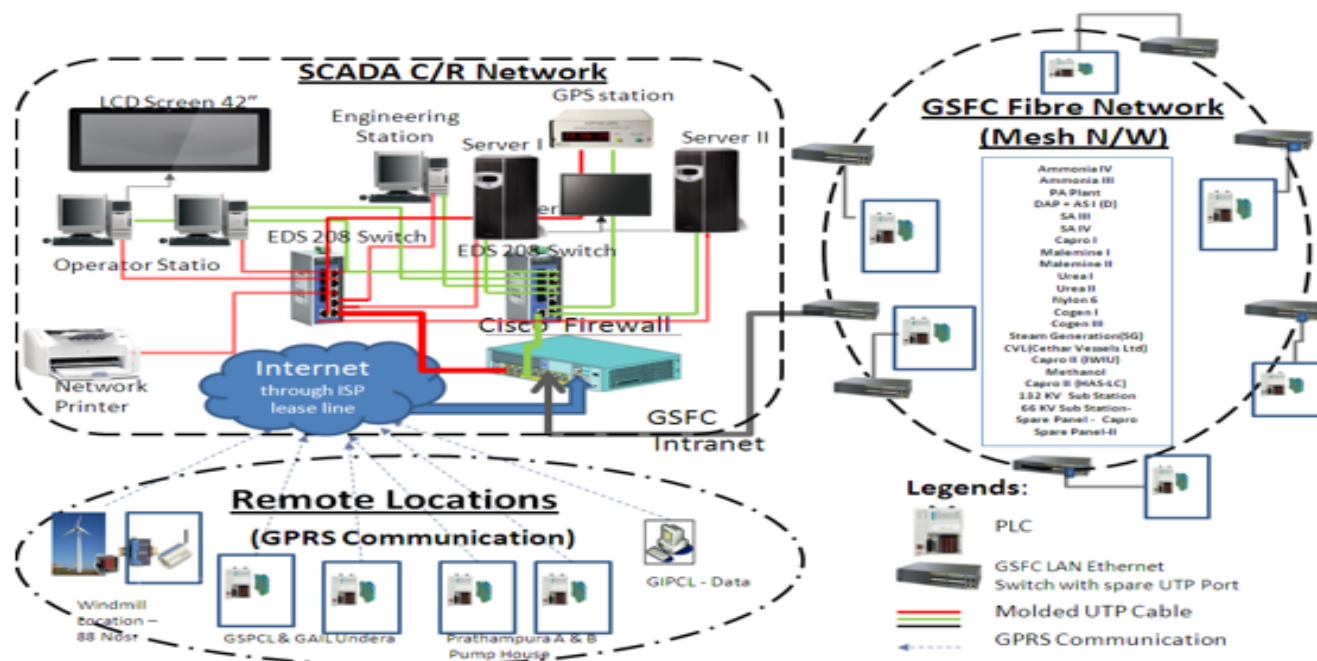 SCADA C/R Network
LCD Screen 42”
Engineering
Station
GPS station
Server I
Server II
EDS 208 Switch
EDS 208 Switch
Operator Statio
Cisco Firewall
Network
Printer
Internet
through ISP
lease line
GSFC
Intranet
GSFC Fibre Network
(Mesh N/W)
Ammonia IV
Ammonia III
PA Plant
DAP + AS I (D)
SA III
SA IV
Capro I
Malemine I
Malemine II
Urea I
Urea II
Nylon 6
Cogen I
Cogen III
Steam Generation(SG)
CVL(Cethar Vessels Ltd)
Capro II (IWIU)
Methanol
Capro II (HAS-LC)
132 KV Sub Station
66 KV Sub Station-
Spare Panel - Capro
Spare Panel-II
Remote Locations
(GPRS Communication)
Windmill
Location –
88 Nos
GSPCL & GAIL Undera
Prathampura A & B
Pump House
GIPCL - Data
Legends:
PLC
GSFC LAN Ethernet
Switch with spare UTP Port
Molded UTP Cable
GPRS Communication